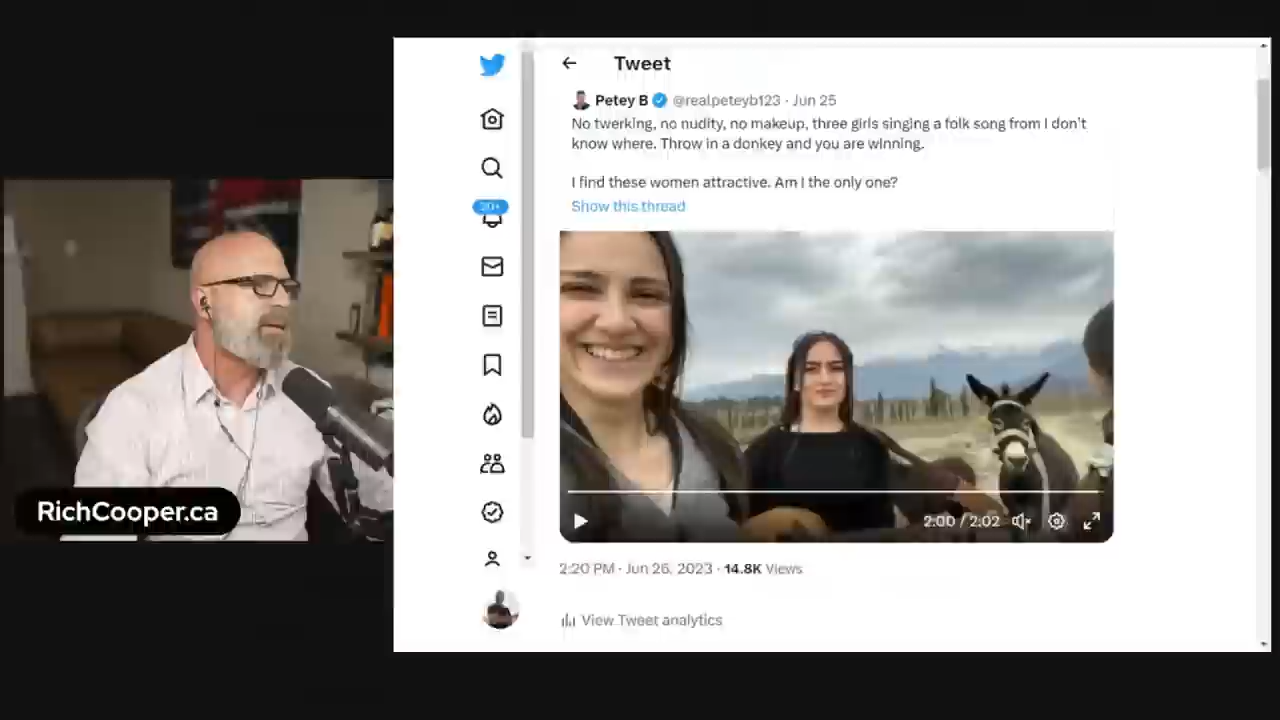 Tweet
Petey B @realpeteyb123 · Jun 25
No twerking, no nudity, no makeup, three girls singing a folk song from I don't
know where. Throw in a donkey and you are winning.
I find these women attractive. Am I the only one?
Show this thread
20+
RichCooper.ca
2:00 / 2:02
2:20 PM · Jun 26, 2023 · 14.8K Views
View Tweet analytics